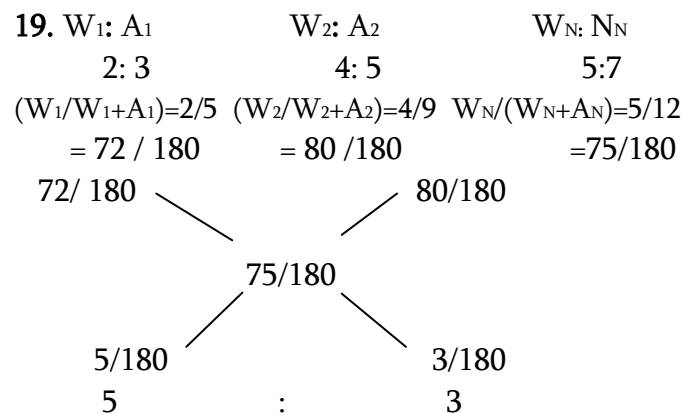 19. W1: A1 W2: A2 WN: NN
2: 3 4: 5 5:7
(W1/W1+A1)=2/5 (W2/W2+A2)=4/9 WN/(WN+AN)=5/12
= 72 / 180 = 80 /180 =75/180
72/ 180 80/180
75/180
5/180 3/180
5 : 3